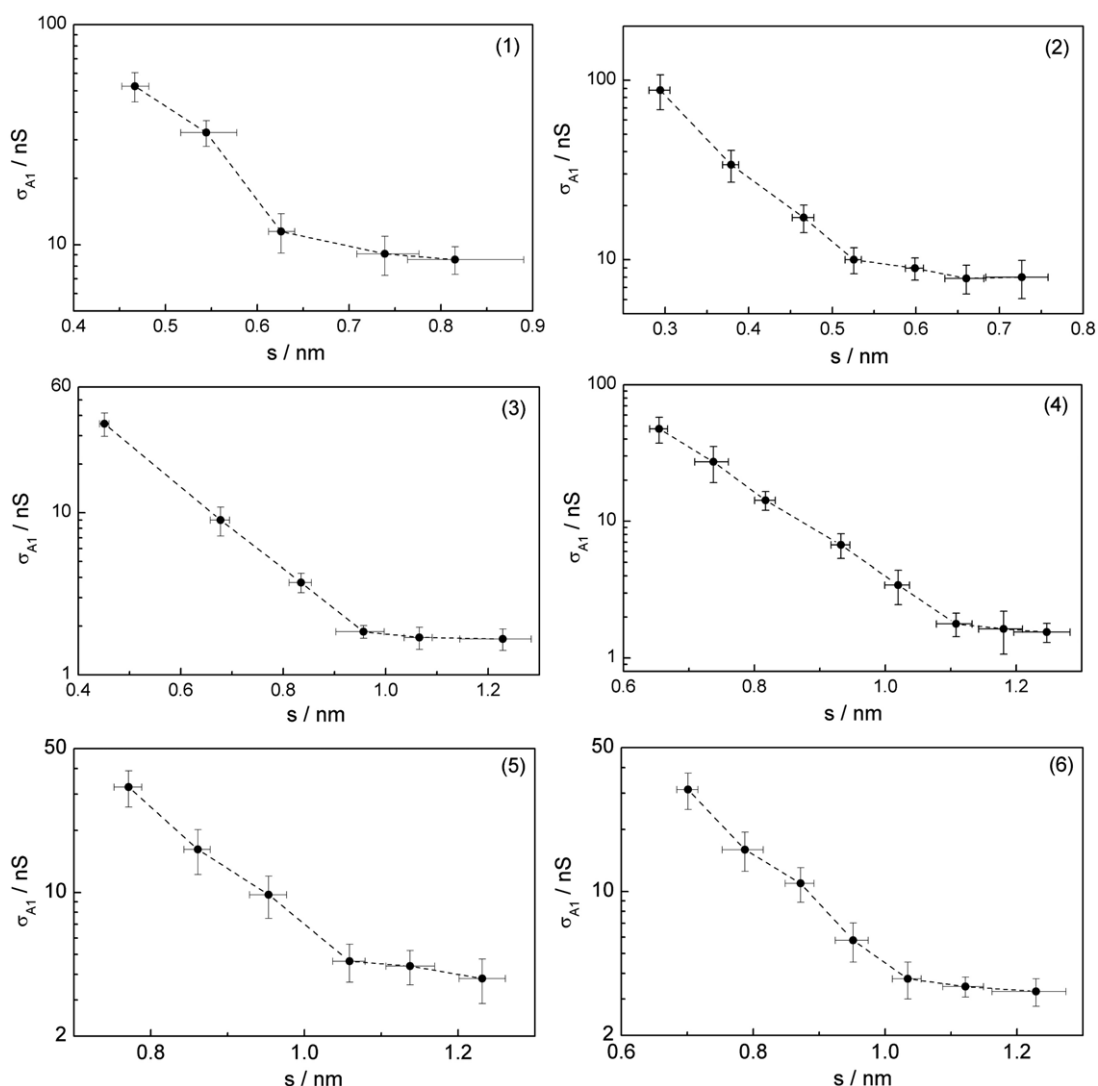 100
(1)
σA1 / nS
10
0.4 0.5 0.6 0.7 0.8 0.9
s / nm
100
(2)
σA1 / nS
10
0.3 0.4 0.5 0.6 0.7 0.8
s / nm
60
(3)
σA1 / nS
10
1
0.4 0.6 0.8 1.0 1.2
s / nm
100
(4)
σA1 / nS
10
1
0.6 0.8 1.0 1.2
s / nm
50
(5)
σA1 / nS
10
2
0.8 1.0 1.2
s / nm
50
(6)
σA1 / nS
10
2
0.6 0.8 1.0 1.2
s / nm